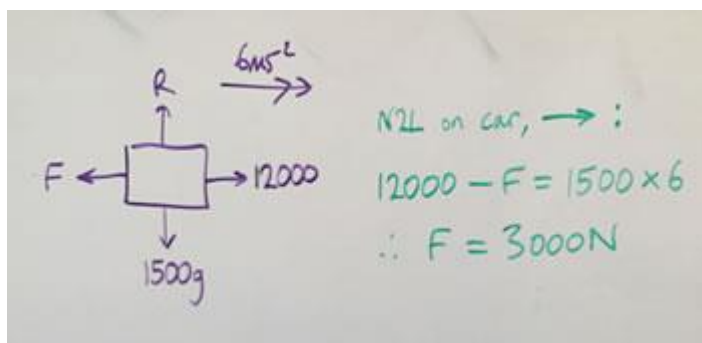 6ms⁻²
R
F
12000
1500g
N2L on car, → :
12000 − F = 1500 × 6
∴ F = 3000N